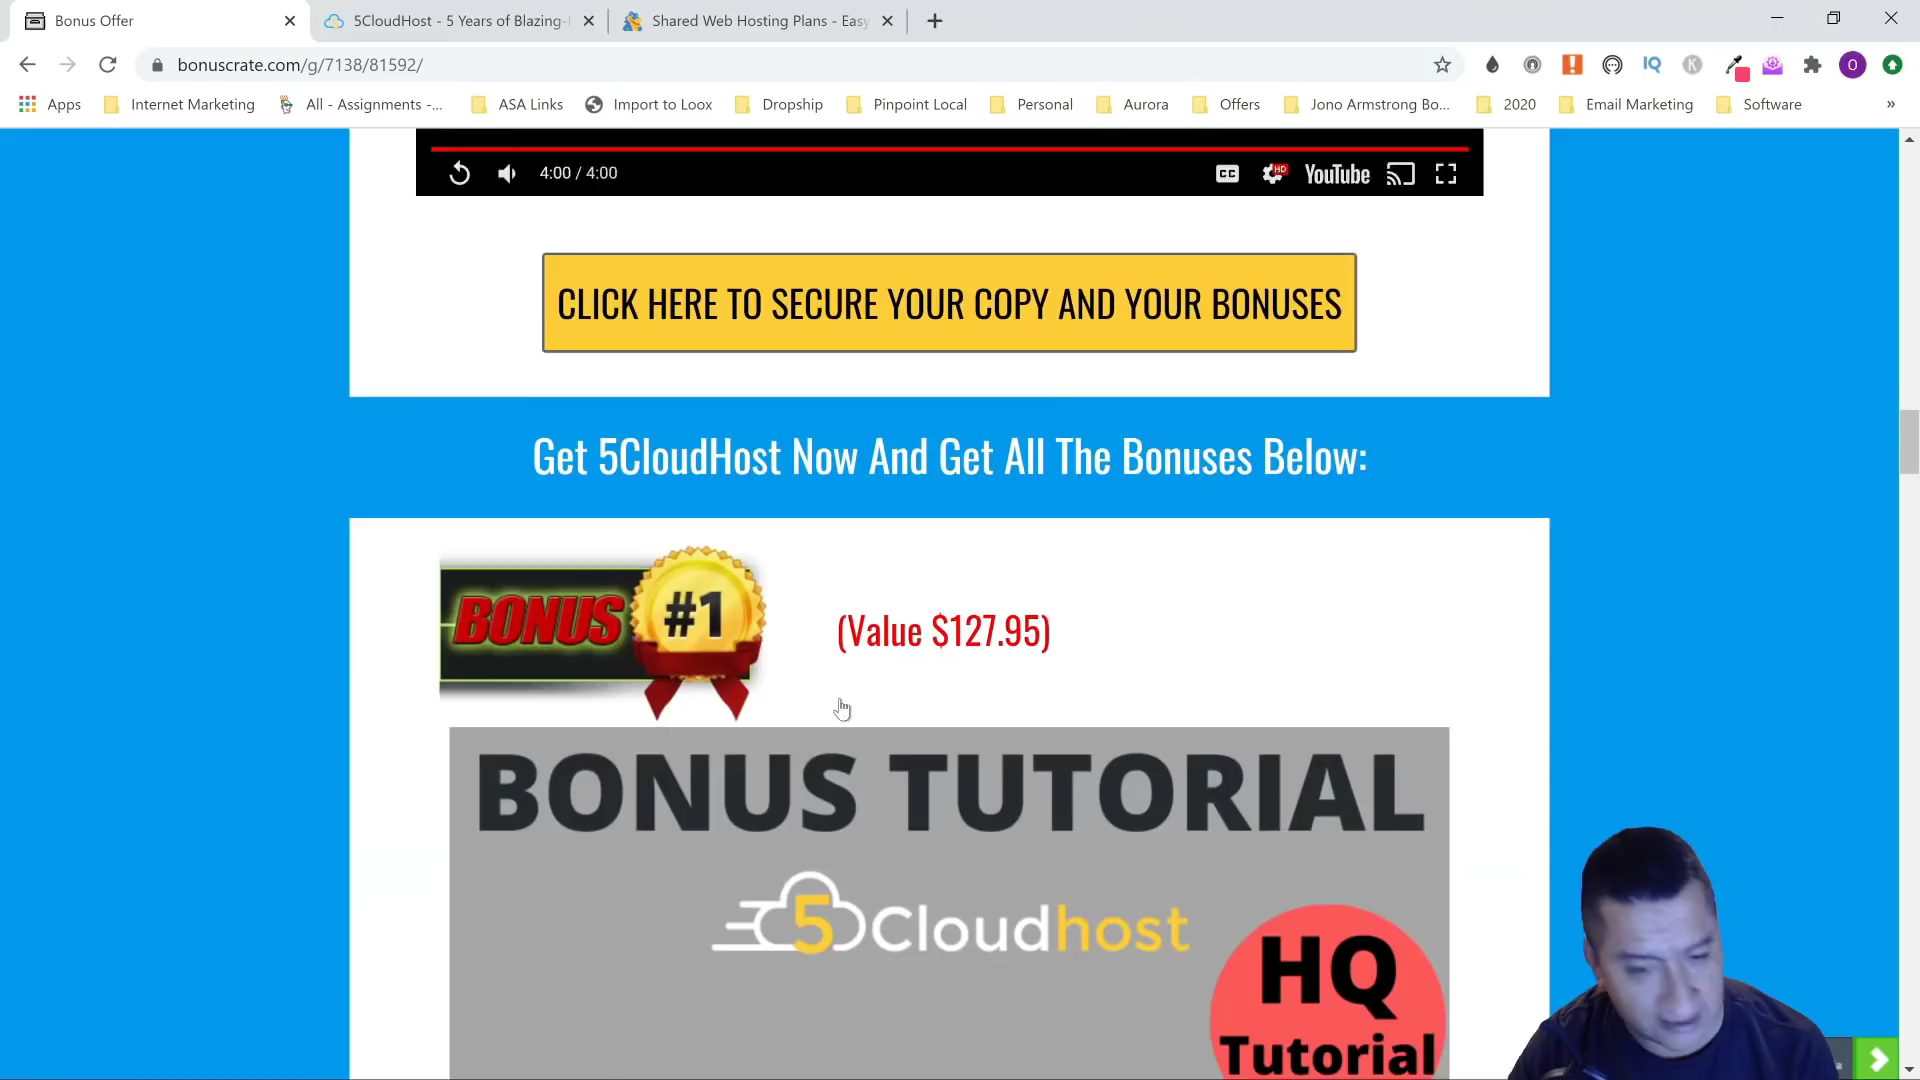 Bonus Offer
5CloudHost - 5 Years of Blazing-
Shared Web Hosting Plans - Easy
bonuscrate.com/g/7138/81592/
IQ
K
O
Apps
Internet Marketing
All - Assignments -...
ASA Links
Import to Loox
Dropship
Pinpoint Local
Personal
Aurora
Offers
Jono Armstrong Bo...
2020
Email Marketing
Software
»
4:00 / 4:00
CC
HD
YouTube
CLICK HERE TO SECURE YOUR COPY AND YOUR BONUSES
Get 5CloudHost Now And Get All The Bonuses Below:
BONUS #1
(Value $127.95)
BONUS TUTORIAL
5Cloudhost
HQ
Tutorial